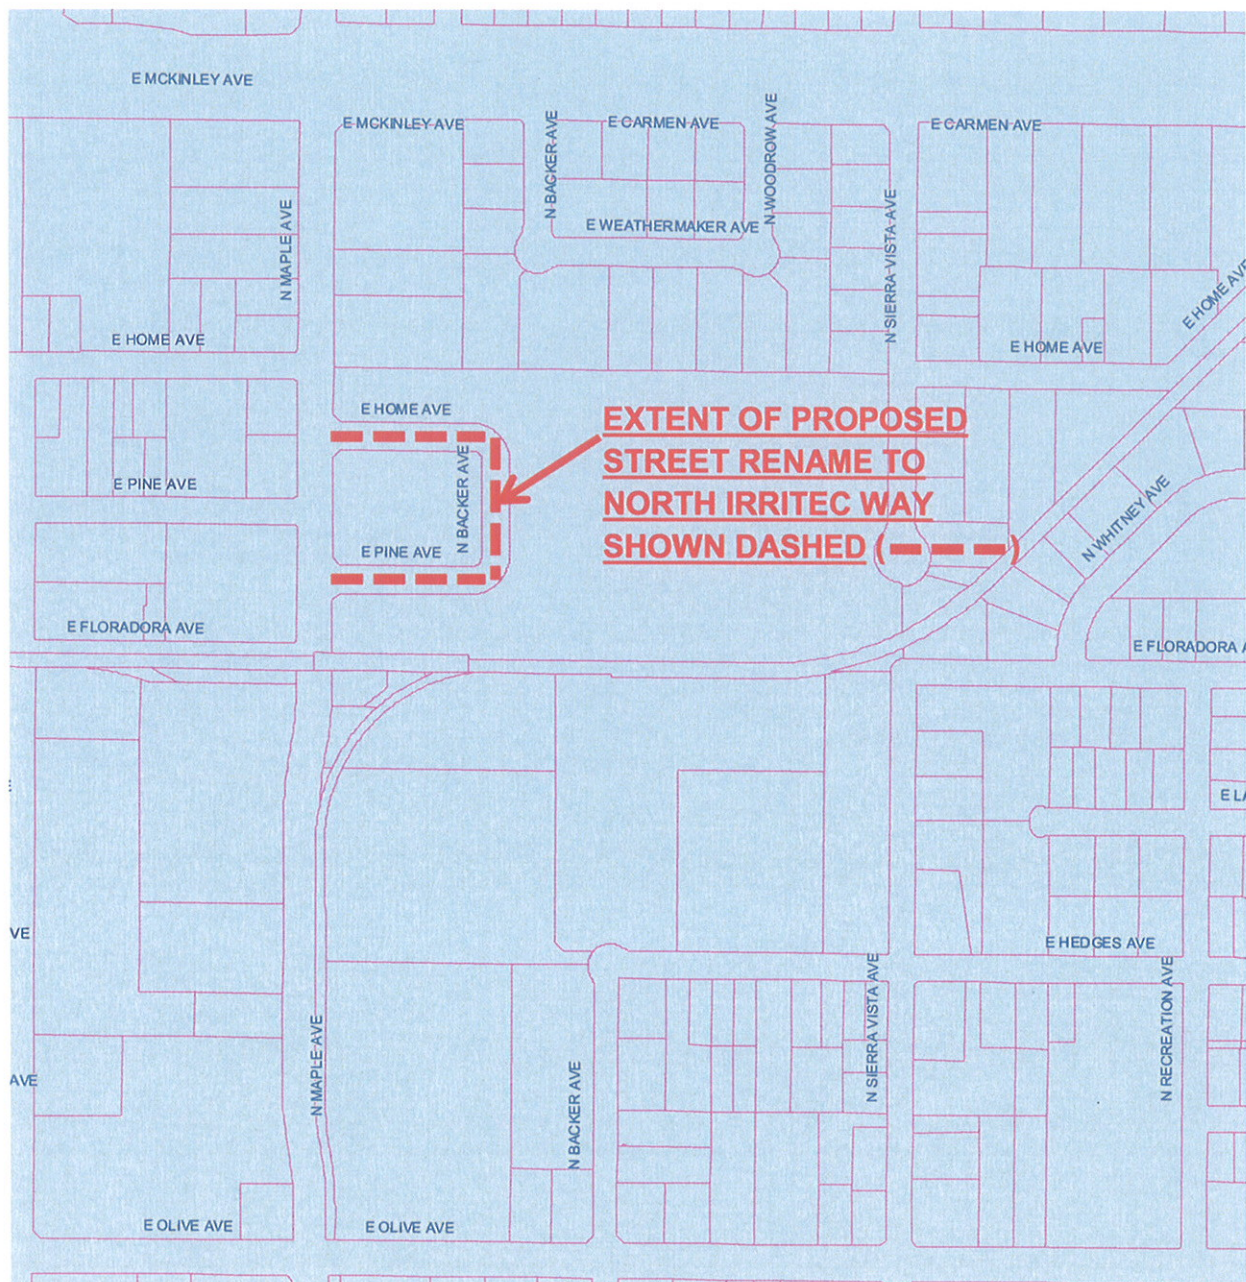 E MCKINLEY AVE
E MCKINLEY AVE
E CARMEN AVE
E CARMEN AVE
N BACKER AVE
N WOODROW AVE
N MAPLE AVE
E WEATHERMAKER AVE
N SIERRA VISTA AVE
E HOME AVE
E HOME AVE
E HOME AVE
E HOME AVE
EXTENT OF PROPOSED
STREET RENAME TO
NORTH IRRITEC WAY
SHOWN DASHED ( )
N BACKER AVE
E PINE AVE
E PINE AVE
N WHITNEY AVE
E FLORADORA AVE
E FLORADORA A
E LA
VE
E HEDGES AVE
N SIERRA VISTA AVE
N RECREATION AVE
AVE
N MAPLE AVE
N BACKER AVE
E OLIVE AVE
E OLIVE AVE